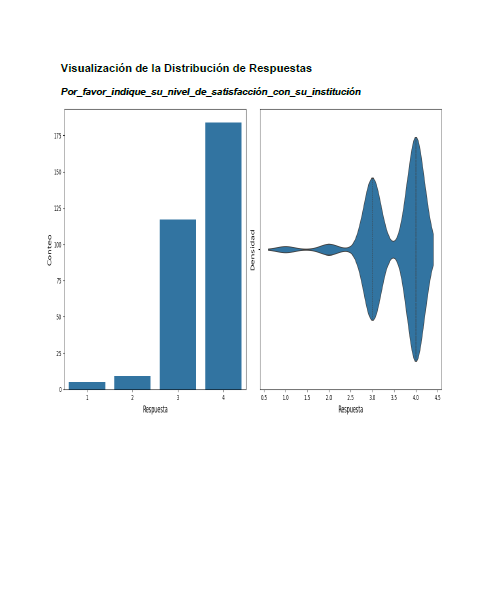 Visualización de la Distribución de Respuestas
Por_favor_indique_su_nivel_de_satisfacción_con_su_institución
175
150
125
100
75
50
25
0
Conteo
1 2 3 4
Respuesta
Densidad
0.5 1.0 1.5 2.0 2.5 3.0 3.5 4.0 4.5
Respuesta